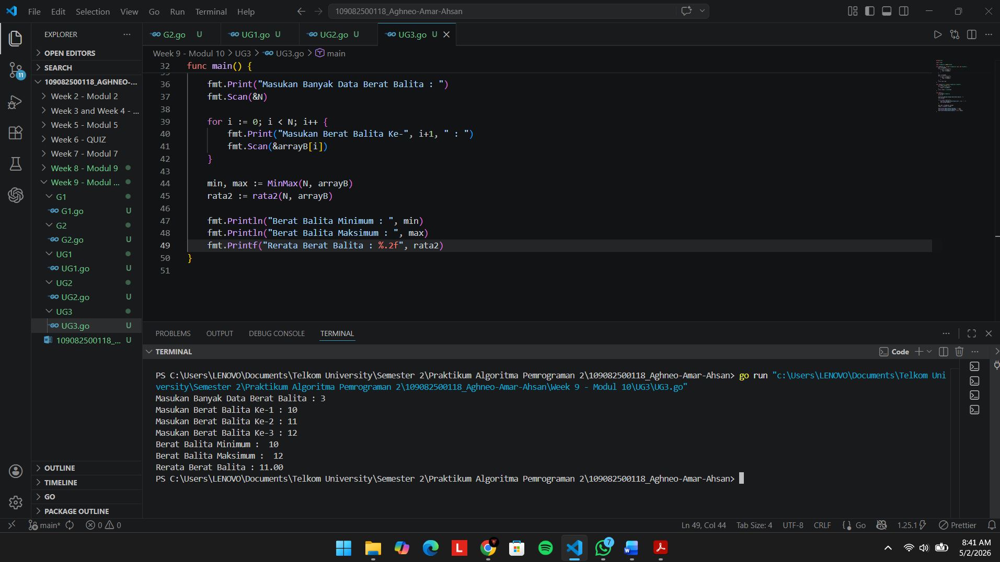 File Edit Selection View Go Run Terminal Help
109082500118_Aghneo-Amar-Ahsan
EXPLORER
OPEN EDITORS
SEARCH
109082500118_AGHNEO-...
Week 2 - Modul 2
Week 3 and Week 4 - ...
Week 5 - Modul 5
Week 6 - QUIZ
Week 7 - Modul 7
Week 8 - Modul 9
Week 9 - Modul ...
G1
G1.go U
G2
G2.go U
UG1
UG1.go U
UG2
UG2.go U
UG3
UG3.go U
109082500118_... U
OUTLINE
TIMELINE
GO
PACKAGE OUTLINE
11
G2.go U UG1.go U UG2.go U UG3.go U
Week 9 - Modul 10 > UG3 > UG3.go > main
32 func main() {
36 fmt.Print("Masukan Banyak Data Berat Balita : ")
37 fmt.Scan(&N)
38
39 for i := 0; i < N; i++ {
40 fmt.Print("Masukan Berat Balita Ke-", i+1, " : ")
41 fmt.Scan(&arrayB[i])
42 }
43
44 min, max := MinMax(N, arrayB)
45 rata2 := rata2(N, arrayB)
46
47 fmt.Println("Berat Balita Minimum : ", min)
48 fmt.Println("Berat Balita Maksimum : ", max)
49 fmt.Printf("Rerata Berat Balita : %.2f", rata2)
50 }
51
PROBLEMS OUTPUT DEBUG CONSOLE TERMINAL
TERMINAL
Code
PS C:\Users\LENOVO\Documents\Telkom University\Semester 2\Praktikum Algoritma Pemrograman 2\109082500118_Aghneo-Amar-Ahsan> go run "c:\Users\LENOVO\Documents\Telkom Uni
versity\Semester 2\Praktikum Algoritma Pemrograman 2\109082500118_Aghneo-Amar-Ahsan\Week 9 - Modul 10\UG3\UG3.go"
Masukan Banyak Data Berat Balita : 3
Masukan Berat Balita Ke-1 : 10
Masukan Berat Balita Ke-2 : 11
Masukan Berat Balita Ke-3 : 12
Berat Balita Minimum :  10
Berat Balita Maksimum :  12
Rerata Berat Balita : 11.00
PS C:\Users\LENOVO\Documents\Telkom University\Semester 2\Praktikum Algoritma Pemrograman 2\109082500118_Aghneo-Amar-Ahsan>
main* 0 0 Ln 49, Col 44 Tab Size: 4 UTF-8 CRLF {} Go 1.25.1 Prettier
L 7 W
8:41 AM
5/2/2026